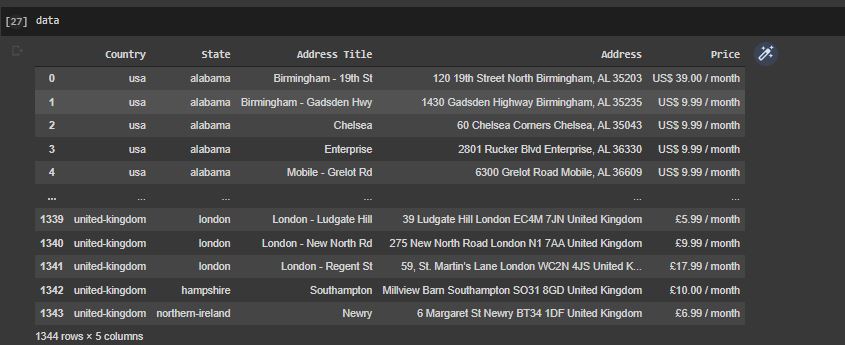 [27] data
Country State Address Title Address Price
0 usa alabama Birmingham - 19th St 120 19th Street North Birmingham, AL 35203 US$ 39.00 / month
1 usa alabama Birmingham - Gadsden Hwy 1430 Gadsden Highway Birmingham, AL 35235 US$ 9.99 / month
2 usa alabama Chelsea 60 Chelsea Corners Chelsea, AL 35043 US$ 9.99 / month
3 usa alabama Enterprise 2801 Rucker Blvd Enterprise, AL 36330 US$ 9.99 / month
4 usa alabama Mobile - Grelot Rd 6300 Grelot Road Mobile, AL 36609 US$ 9.99 / month
... ... ... ... ... ...
1339 united-kingdom london London - Ludgate Hill 39 Ludgate Hill London EC4M 7JN United Kingdom £5.99 / month
1340 united-kingdom london London - New North Rd 275 New North Road London N1 7AA United Kingdom £9.99 / month
1341 united-kingdom london London - Regent St 59, St. Martin's Lane London WC2N 4JS United K... £17.99 / month
1342 united-kingdom hampshire Southampton Millview Barn Southampton SO31 8GD United Kingdom £10.00 / month
1343 united-kingdom northern-ireland Newry 6 Margaret St Newry BT34 1DF United Kingdom £6.99 / month
1344 rows × 5 columns